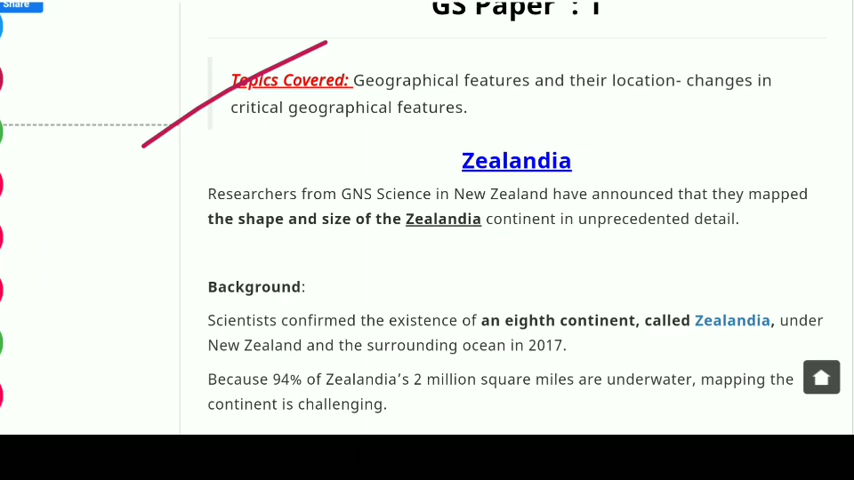 Share
GS Paper : 1
Topics Covered: Geographical features and their location- changes in
critical geographical features.
Zealandia
Researchers from GNS Science in New Zealand have announced that they mapped
the shape and size of the Zealandia continent in unprecedented detail.
Background:
Scientists confirmed the existence of an eighth continent, called Zealandia, under
New Zealand and the surrounding ocean in 2017.
Because 94% of Zealandia’s 2 million square miles are underwater, mapping the
continent is challenging.